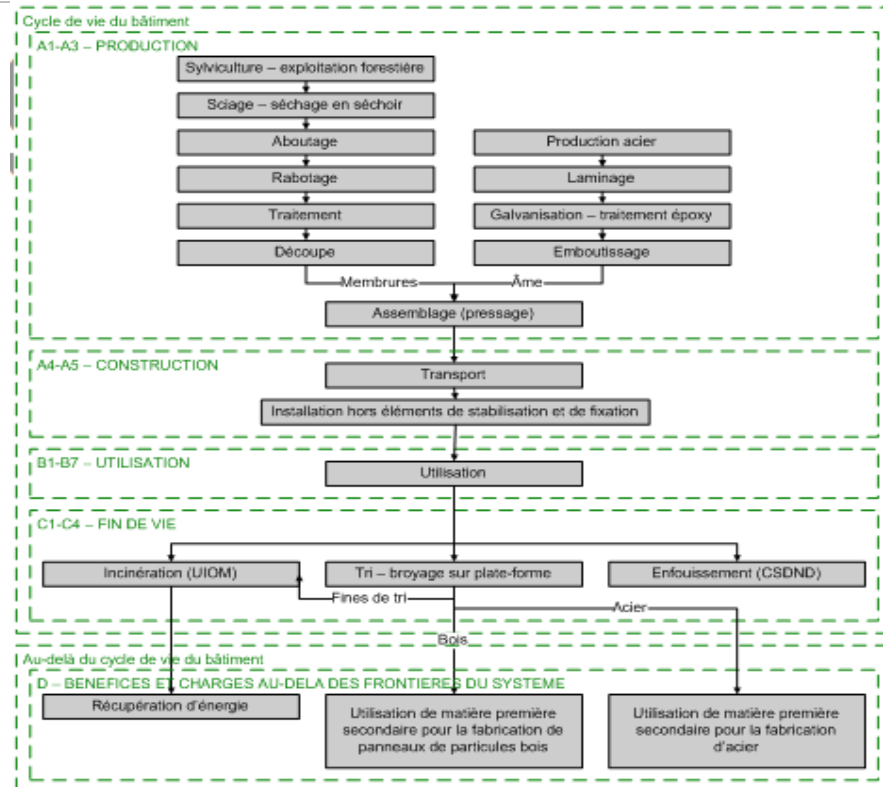 Cycle de vie du bâtiment
A1-A3 – PRODUCTION
Sylviculture – exploitation forestière
Sciage – séchage en séchoir
Aboutage
Production acier
Rabotage
Laminage
Traitement
Galvanisation – traitement époxy
Découpe
Emboutissage
Membrures
Âme
Assemblage (pressage)
A4-A5 – CONSTRUCTION
Transport
Installation hors éléments de stabilisation et de fixation
B1-B7 – UTILISATION
Utilisation
C1-C4 – FIN DE VIE
Incinération (UIOM)
Tri – broyage sur plate-forme
Enfouissement (CSDND)
Fines de tri
Acier
Bois
Au-delà du cycle de vie du bâtiment
D – BENEFICES ET CHARGES AU-DELA DES FRONTIERES DU SYSTEME
Récupération d'énergie
Utilisation de matière première
secondaire pour la fabrication de
panneaux de particules bois
Utilisation de matière première
secondaire pour la fabrication
d'acier